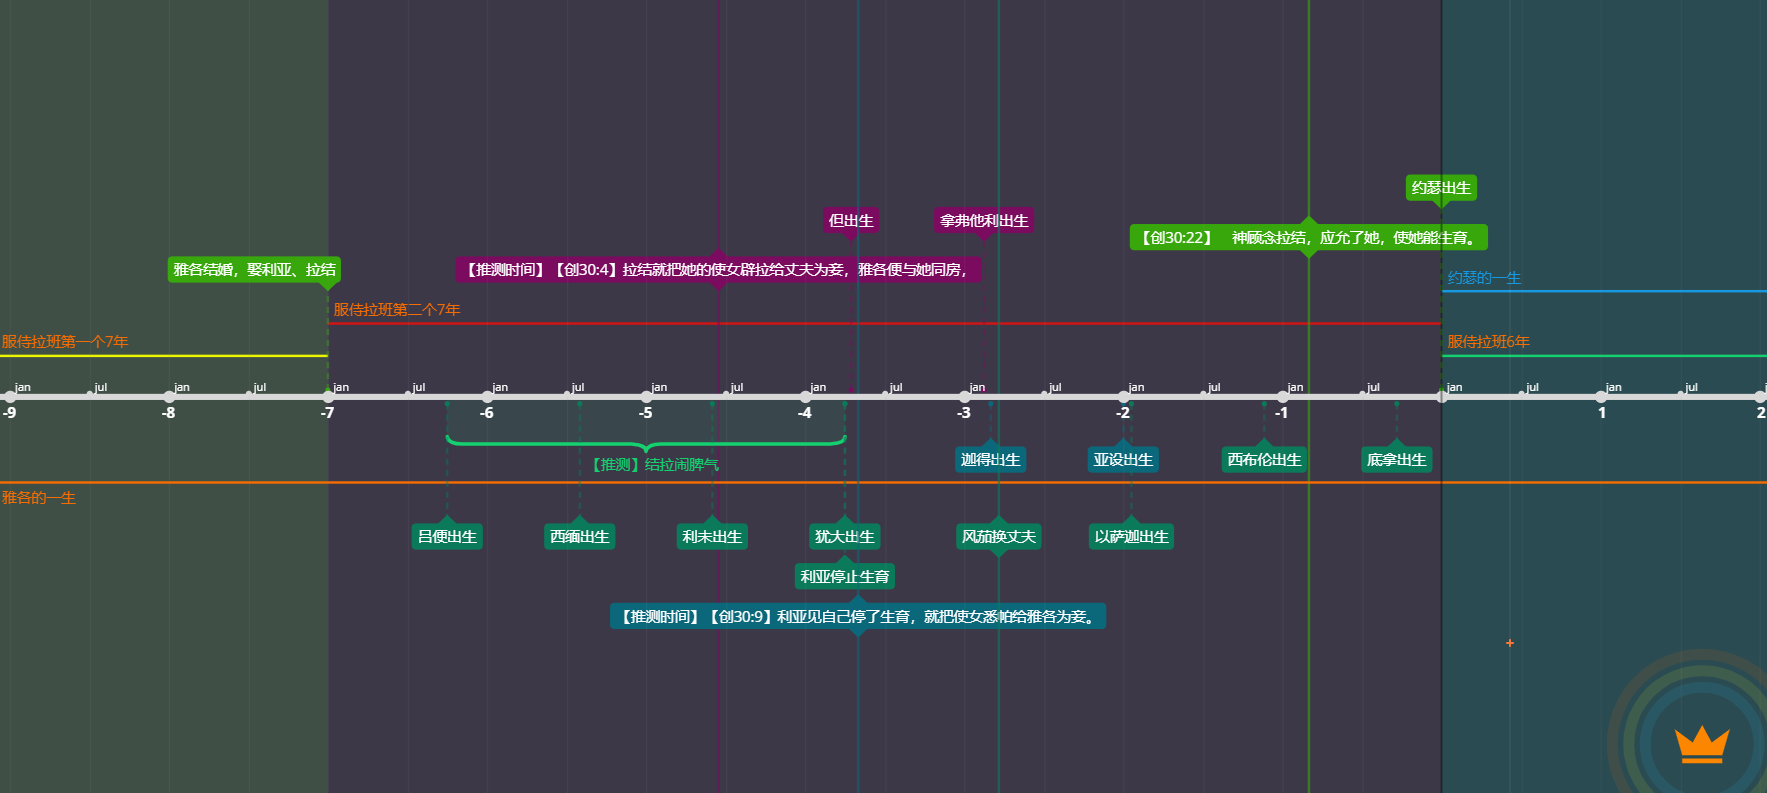 约瑟出生
但出生
拿弗他利出生
【创30:22】 神顾念拉结，应允了她，使她能生育。
雅各结婚，娶利亚、拉结
【推测时间】【创30:4】拉结就把她的使女辟拉给丈夫为妾，雅各便与她同房，
约瑟的一生
服侍拉班第二个7年
服侍拉班第一个7年
服侍拉班6年
jan jul jan jul jan jul jan jul jan jul jan jul jan jul jan jul jan jul jan jul jan jul
-9 -8 -7 -6 -5 -4 -3 -2 -1 1 2
【推测】结拉闹脾气
迦得出生
亚设出生
西布伦出生
底拿出生
雅各的一生
吕便出生
西缅出生
利未出生
犹大出生
风茄换丈夫
以萨迦出生
利亚停止生育
【推测时间】【创30:9】利亚见自己停了生育，就把使女悉帕给雅各为妾。